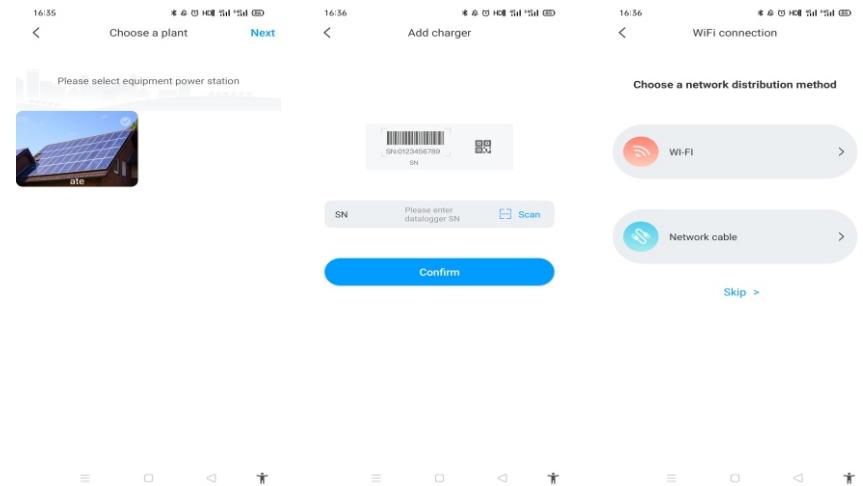 16:35
Choose a plant
Next
Please select equipment power station
ate
16:36
Add charger
SN:0123456789
SN
SN
Please enter
datalogger SN
Scan
Confirm
16:36
WiFi connection
Choose a network distribution method
WI-FI
Network cable
Skip >